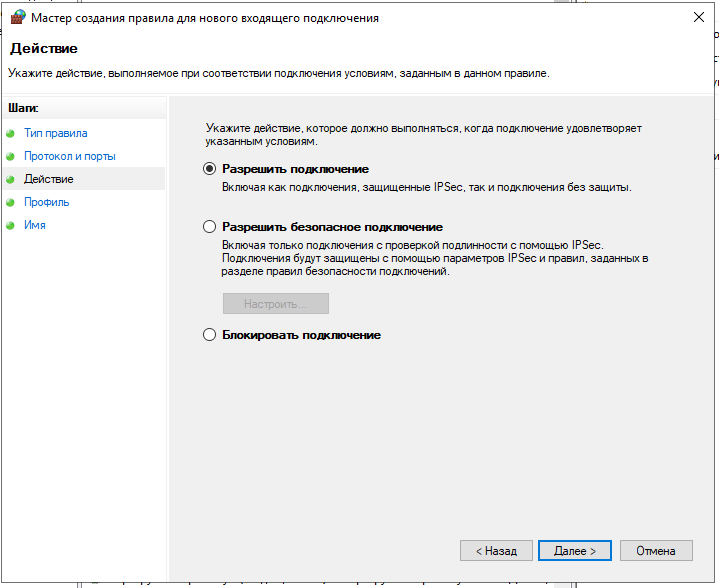 Мастер создания правила для нового входящего подключения
Действие
Укажите действие, выполняемое при соответствии подключения условиям, заданным в данном правиле.
Шаги:
Тип правила
Протокол и порты
Действие
Профиль
Имя
Укажите действие, которое должно выполняться, когда подключение удовлетворяет
указанным условиям.
Разрешить подключение
Включая как подключения, защищенные IPSec, так и подключения без защиты.
Разрешить безопасное подключение
Включая только подключения с проверкой подлинности с помощью IPSec.
Подключения будут защищены с помощью параметров IPSec и правил, заданных в
разделе правил безопасности подключений.
Настроить...
Блокировать подключение
< Назад
Далее >
Отмена